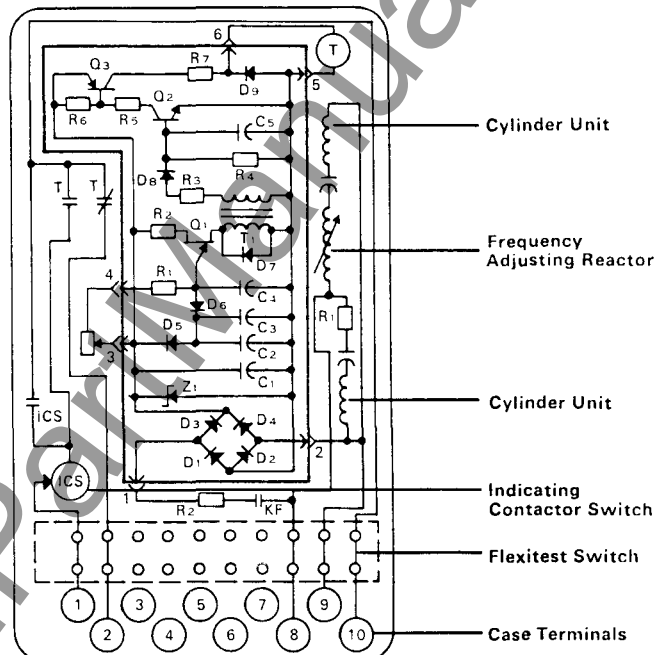 6
T
Q3
R7
D9
5
R6
R5
Q2
C5
Cylinder Unit
D8
R3
R4
T
T
R2
Q1
T
D7
Frequency
Adjusting Reactor
4
R1
D6
C4
R1
D5
C3
3
C2
C1
Z1
iCS
D3
D4
Cylinder Unit
D1
D2
2
ICS
1
R2
KF
Indicating
Contactor Switch
Flexitest Switch
1
3
5
7
9
2
4
6
8
10
Case Terminals
PartManua